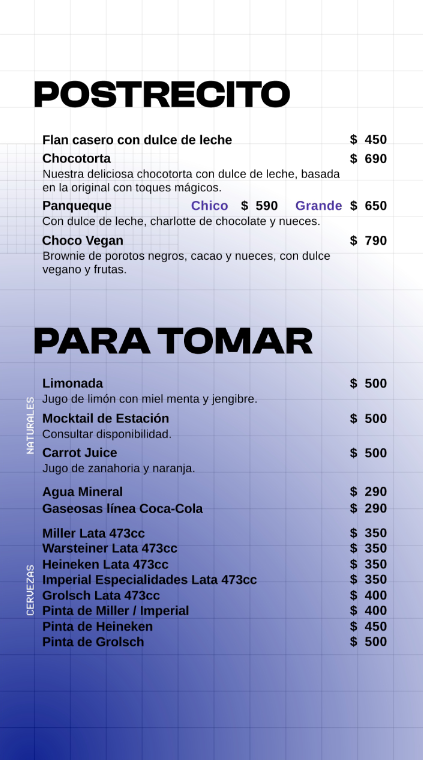 POSTRECITO
Flan casero con dulce de leche $ 450
Chocotorta $ 690
Nuestra deliciosa chocotorta con dulce de leche, basada
en la original con toques mágicos.
Panqueque Chico $ 590 Grande $ 650
Con dulce de leche, charlotte de chocolate y nueces.
Choco Vegan $ 790
Brownie de porotos negros, cacao y nueces, con dulce
vegano y frutas.
PARA TOMAR
NATURALES
Limonada $ 500
Jugo de limón con miel menta y jengibre.
Mocktail de Estación $ 500
Consultar disponibilidad.
Carrot Juice $ 500
Jugo de zanahoria y naranja.
Agua Mineral $ 290
Gaseosas línea Coca-Cola $ 290
CERVEZAS
Miller Lata 473cc $ 350
Warsteiner Lata 473cc $ 350
Heineken Lata 473cc $ 350
Imperial Especialidades Lata 473cc $ 350
Grolsch Lata 473cc $ 400
Pinta de Miller / Imperial $ 400
Pinta de Heineken $ 450
Pinta de Grolsch $ 500